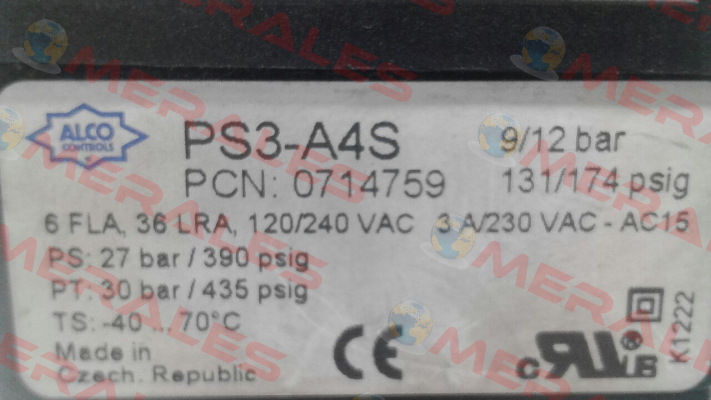 MERALES
ALCO
CONTROLS
PS3-A4S
9/12 bar
PCN: 0714759
131/174 psig
6 FLA, 36 LRA, 120/240 VAC 3 A/230 VAC - AC15
PS: 27 bar / 390 psig
PT: 30 bar / 435 psig
TS: -40 ... 70°C
Made in
Czech. Republic
CE
c RU US
K1222